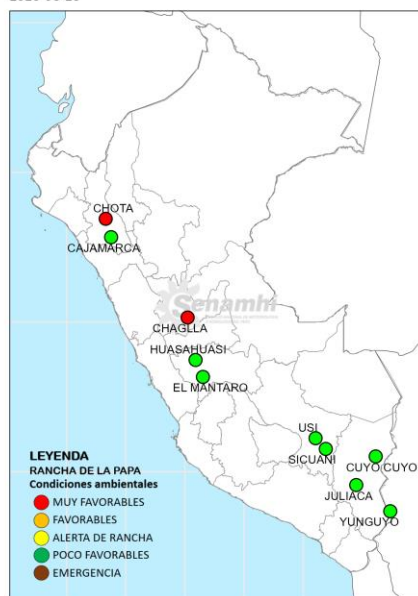 CHOTA
CAJAMARCA
Senamhi
CHAGLLA
HUASAHUASI
EL MANTARO
USI
SICUANI
CUYO CUYO
JULIACA
YUNGUYO
LEYENDA
RANCHA DE LA PAPA
Condiciones ambientales
MUY FAVORABLES
FAVORABLES
ALERTA DE RANCHA
POCO FAVORABLES
EMERGENCIA